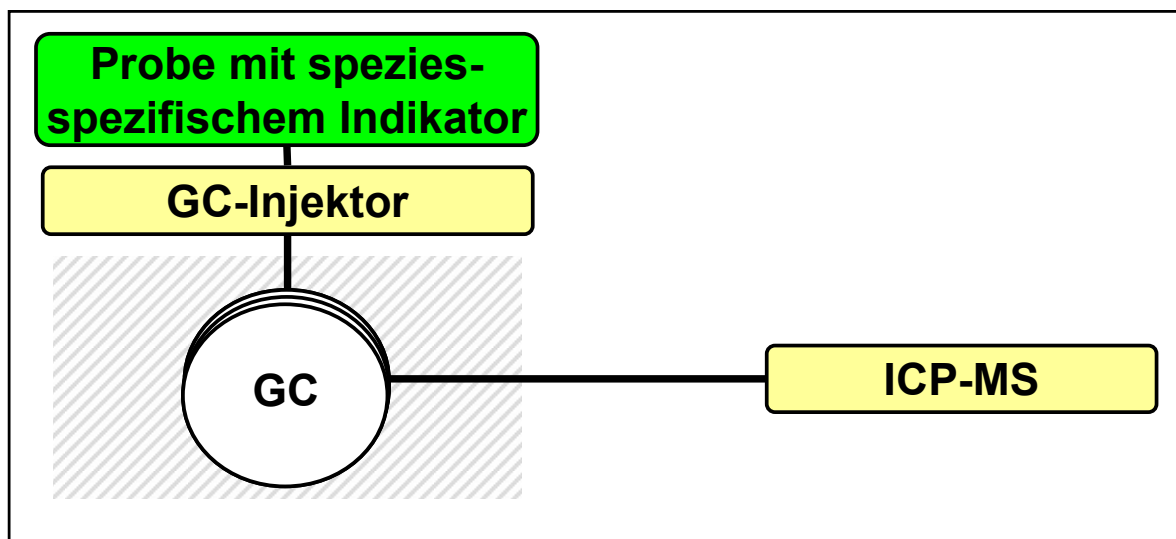 Probe mit spezies-
spezifischem Indikator
GC-Injektor
GC
ICP-MS